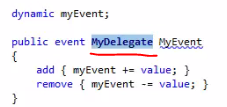 dynamic myEvent;
public event MyDelegate MyEvent
{
add { myEvent += value; }
remove { myEvent -= value; }
}